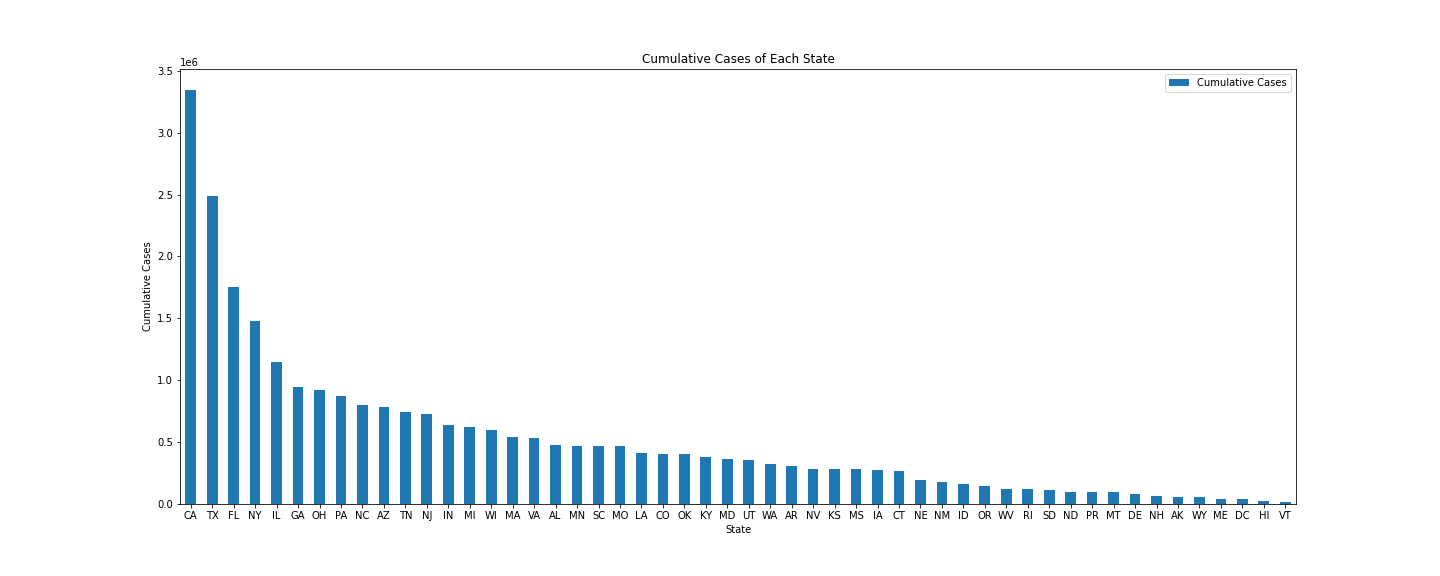 Cumulative Cases of Each State
1e6
3.5
3.0
2.5
2.0
1.5
1.0
0.5
0.0
Cumulative Cases
Cumulative Cases
CA TX FL NY IL GA OH PA NC AZ TN NJ IN MI WI MA VA AL MN SC MO LA CO OK KY MD UT WA AR NV KS MS IA CT NE NM ID OR WV RI SD ND PR MT DE NH AK WY ME DC HI VT
State